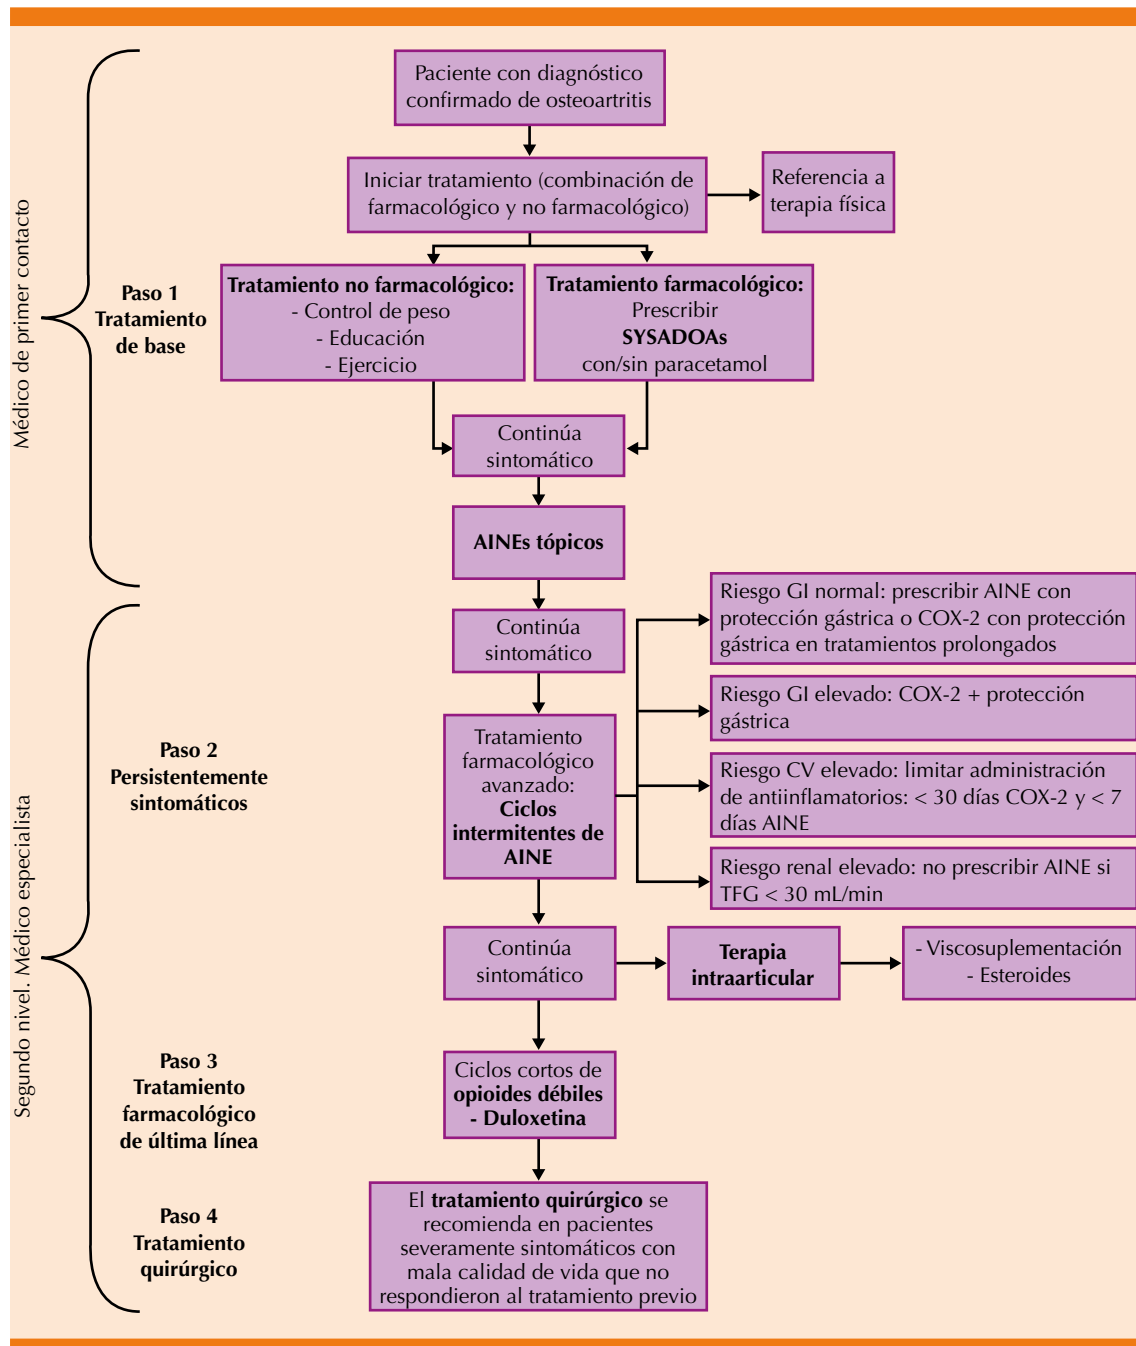 Médico de primer contacto
Paso 1
Tratamiento
de base
Paciente con diagnóstico
confirmado de osteoartritis
Iniciar tratamiento (combinación de
farmacológico y no farmacológico)
Referencia a
terapia física
Tratamiento no farmacológico:
- Control de peso
- Educación
- Ejercicio
Tratamiento farmacológico:
Prescribir
SYSADOAs
con/sin paracetamol
Continúa
sintomático
AINEs tópicos
Segundo nivel. Médico especialista
Continúa
sintomático
Paso 2
Persistentemente
sintomáticos
Tratamiento
farmacológico
avanzado:
Ciclos
intermitentes de
AINE
Riesgo GI normal: prescribir AINE con
protección gástrica o COX-2 con protección
gástrica en tratamientos prolongados
Riesgo GI elevado: COX-2 + protección
gástrica
Riesgo CV elevado: limitar administración
de antiinflamatorios: < 30 días COX-2 y < 7
días AINE
Riesgo renal elevado: no prescribir AINE si
TFG < 30 mL/min
Continúa
sintomático
Terapia
intraarticular
- Viscosuplementación
- Esteroides
Paso 3
Tratamiento
farmacológico
de última línea
Ciclos cortos de
opioides débiles
- Duloxetina
Paso 4
Tratamiento
quirúrgico
El tratamiento quirúrgico se
recomienda en pacientes
severamente sintomáticos con
mala calidad de vida que no
respondieron al tratamiento previo